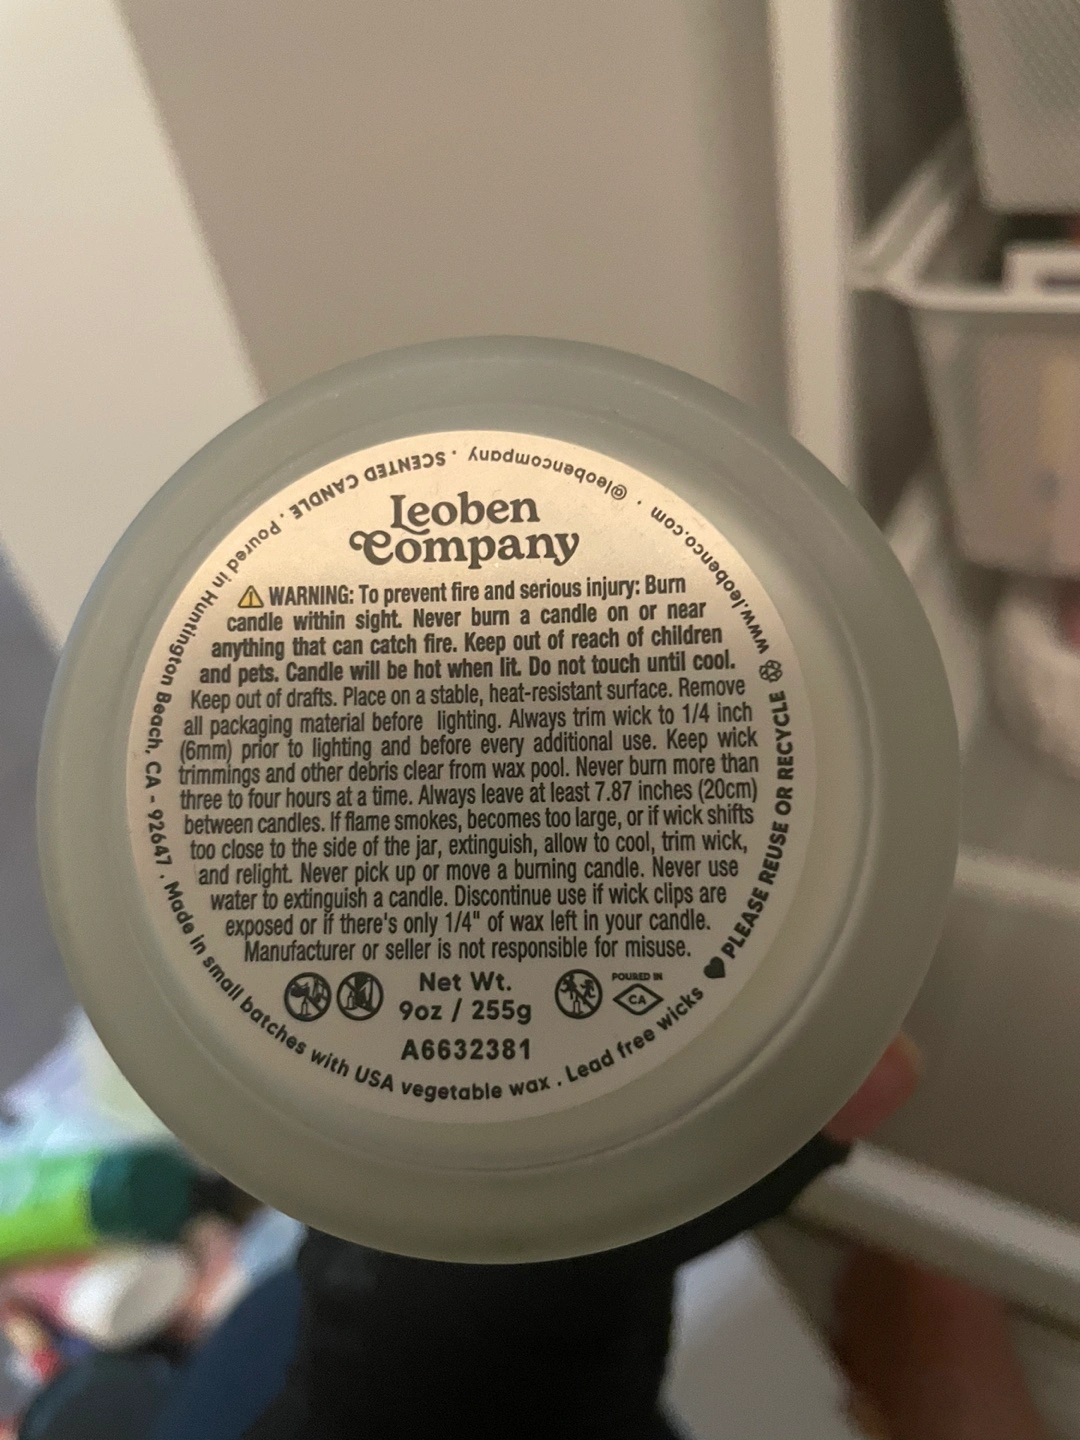 Leoben
Company
WARNING: To prevent fire and serious injury: Burn
candle within sight. Never burn a candle on or near
anything that can catch fire. Keep out of reach of children
and pets. Candle will be hot when lit. Do not touch until cool.
Keep out of drafts. Place on a stable, heat-resistant surface. Remove
all packaging material before lighting. Always trim wick to 1/4 inch
(6mm) prior to lighting and before every additional use. Keep wick
trimmings and other debris clear from wax pool. Never burn more than
three to four hours at a time. Always leave at least 7.87 inches (20cm)
between candles. If flame smokes, becomes too large, or if wick shifts
too close to the side of the jar, extinguish, allow to cool, trim wick,
and relight. Never pick up or move a burning candle. Never use
water to extinguish a candle. Discontinue use if wick clips are
exposed or if there's only 1/4" of wax left in your candle.
Manufacturer or seller is not responsible for misuse.
Net Wt.
9oz / 255g
POURED IN
CA
A6632381
SCENTED CANDLE . Poured in Huntington Beach, CA - 92647 . Made in small batches with USA vegetable wax . Lead free wicks ♥ PLEASE REUSE OR RECYCLE www.leobenco.com . @leobencompany .